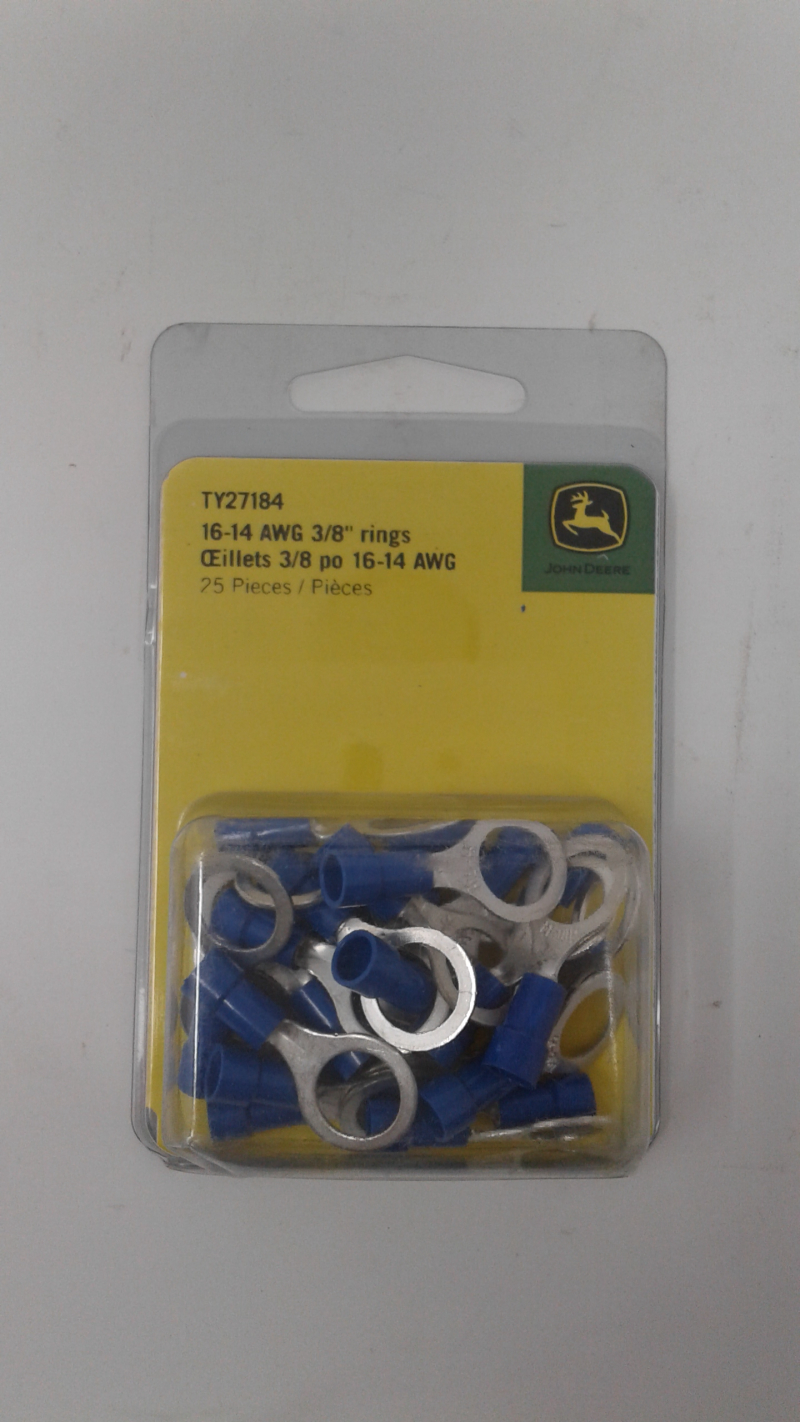 TY27184
16-14 AWG 3/8" rings
Œillets 3/8 po 16-14 AWG
25 Pieces / Pièces
JOHN DEERE